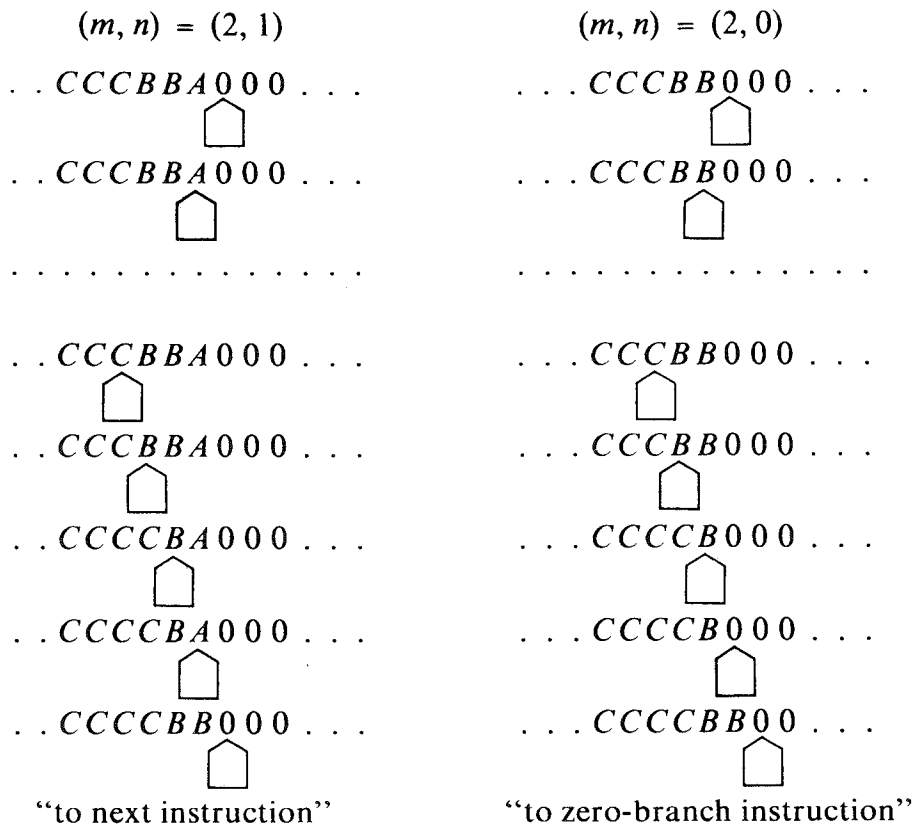 (m, n) = (2, 1) (m, n) = (2, 0)
. . CCCBBA000 . . . . . . CCCBB000 . . .
. . CCCBBA000 . . . . . . CCCBB000 . . .
. . . . . . . . . . . . . . . . . . . . . . . . . . . .
. . CCCBBA000 . . . . . . CCCBB000 . . .
. . CCCBBA000 . . . . . . CCCBB000 . . .
. . CCCCBA000 . . . . . . CCCCB000 . . .
. . CCCCBA000 . . . . . . CCCCB000 . . .
. . CCCCBB000 . . . . . . CCCCBB00 . . .
“to next instruction” “to zero-branch instruction”